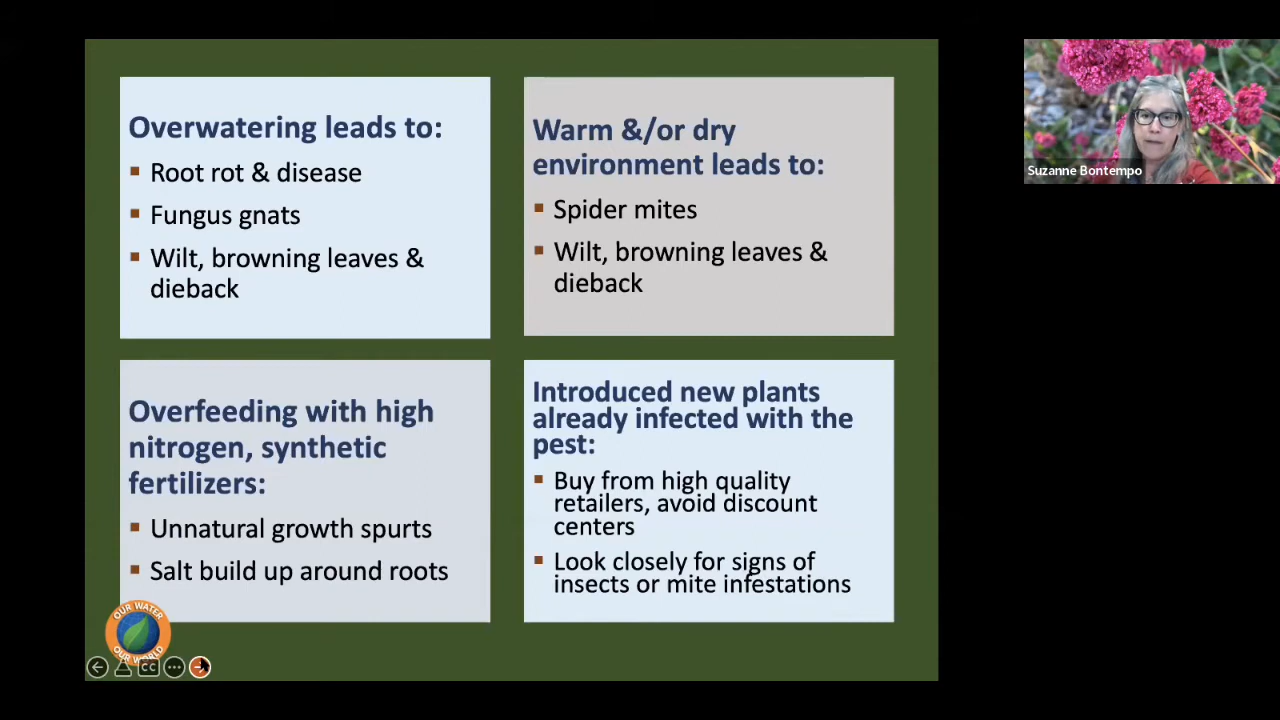 Overwatering leads to:
▪ Root rot & disease
▪ Fungus gnats
▪ Wilt, browning leaves &
dieback
Warm &/or dry
environment leads to:
▪ Spider mites
▪ Wilt, browning leaves &
dieback
Overfeeding with high
nitrogen, synthetic
fertilizers:
▪ Unnatural growth spurts
▪ Salt build up around roots
Introduced new plants
already infected with the
pest:
▪ Buy from high quality
retailers, avoid discount
centers
▪ Look closely for signs of
insects or mite infestations
OUR WATER
OUR WORLD
CC
Suzanne Bontempo